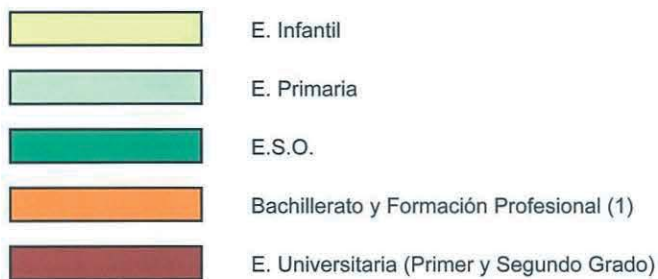 E. Infantil
E. Primaria
E.S.O.
Bachillerato y Formación Profesional (1)
E. Universitaria (Primer y Segundo Grado)